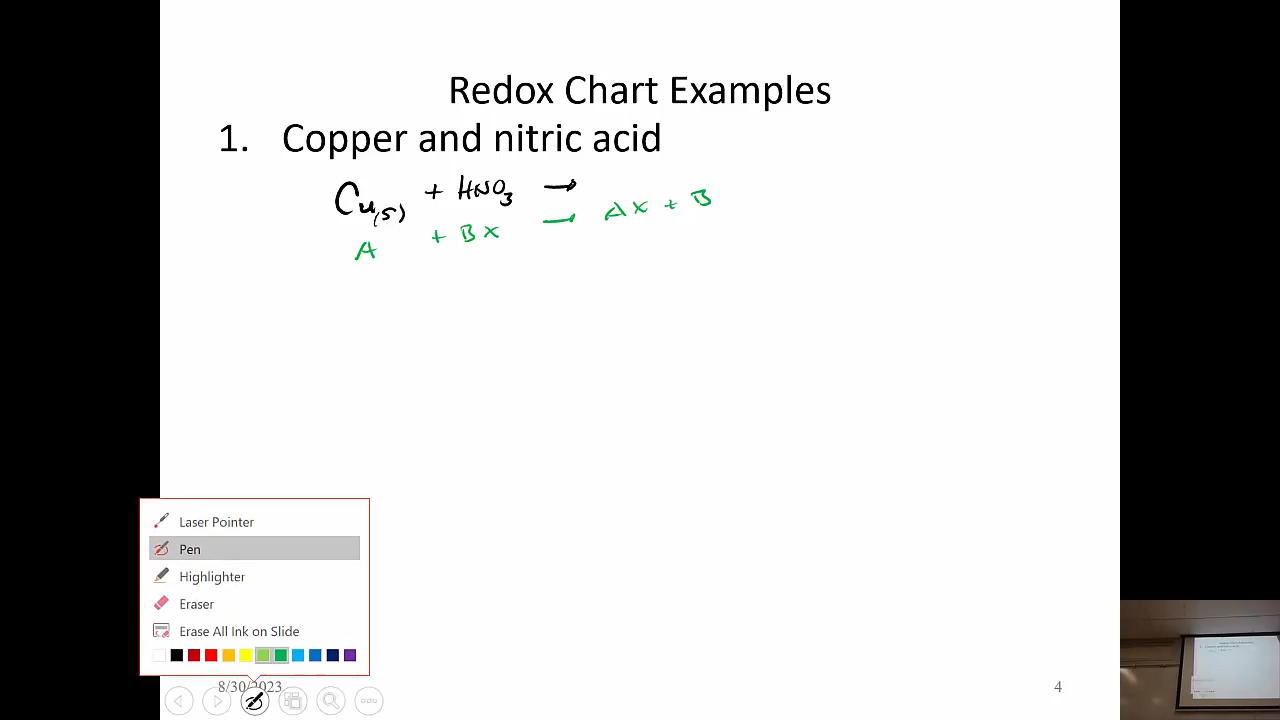 Redox Chart Examples
1. Copper and nitric acid
Cu(s) + HNO3 →
A + BX → AX + B
Laser Pointer
Pen
Highlighter
Eraser
Erase All Ink on Slide
8/30/2023
4